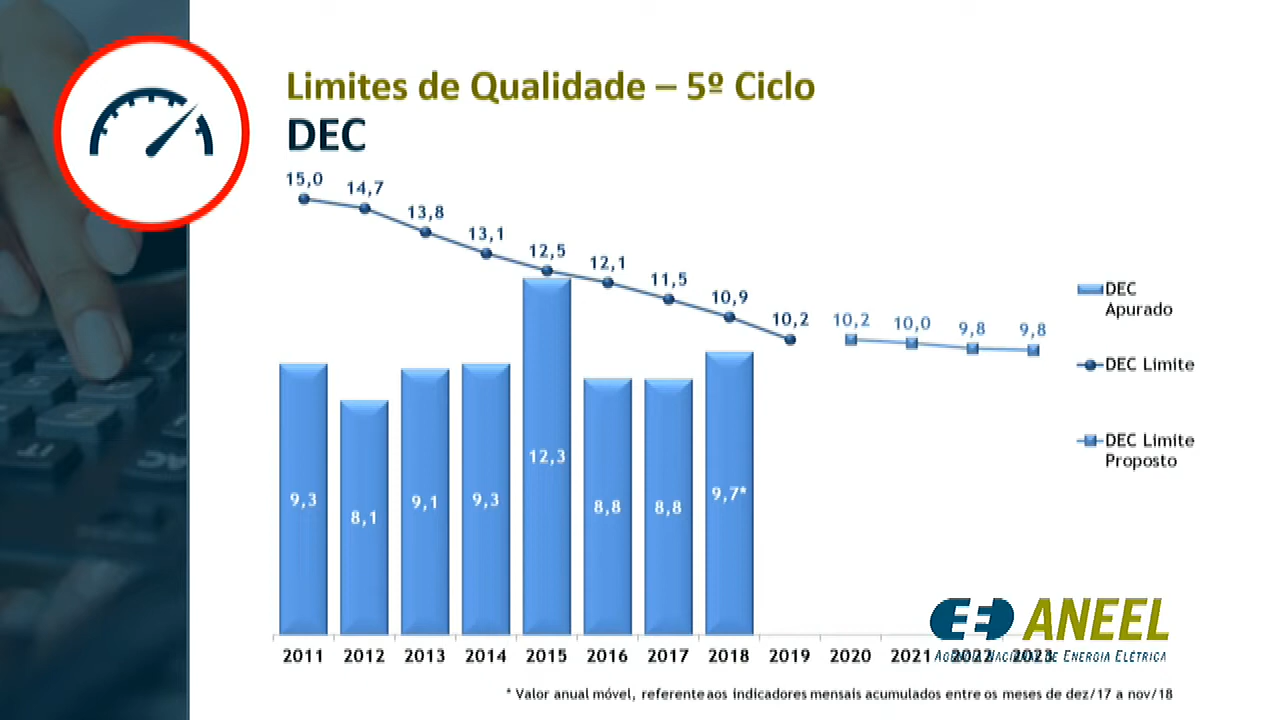 Limites de Qualidade – 5º Ciclo
DEC
15,0
14,7
13,8
13,1
12,5
12,1
11,5
10,9
10,2
10,2
10,0
9,8
9,8
DEC
Apurado
DEC Limite
DEC Limite
Proposto
9,3
8,1
9,1
9,3
12,3
8,8
8,8
9,7*
ANEEL
2011 2012 2013 2014 2015 2016 2017 2018 2019 2020 2021 2022 2023
AGÊNCIA NACIONAL DE ENERGIA ELÉTRICA
* Valor anual móvel, referente aos indicadores mensais acumulados entre os meses de dez/17 a nov/18